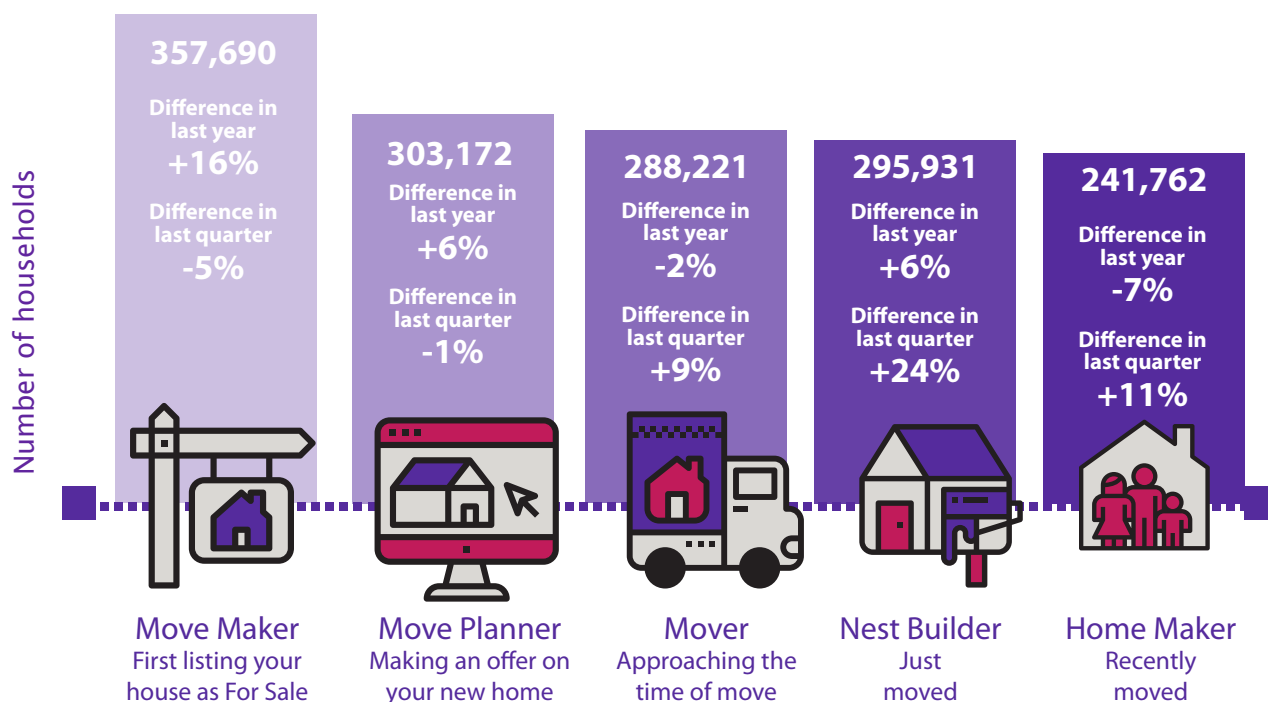 Number of households
357,690
Difference in
last year
+16%
Difference in
last quarter
-5%
303,172
Difference in
last year
+6%
Difference in
last quarter
-1%
288,221
Difference in
last year
-2%
Difference in
last quarter
+9%
295,931
Difference in
last year
+6%
Difference in
last quarter
+24%
241,762
Difference in
last year
-7%
Difference in
last quarter
+11%
Move Maker
First listing your
house as For Sale
Move Planner
Making an offer on
your new home
Mover
Approaching the
time of move
Nest Builder
Just
moved
Home Maker
Recently
moved